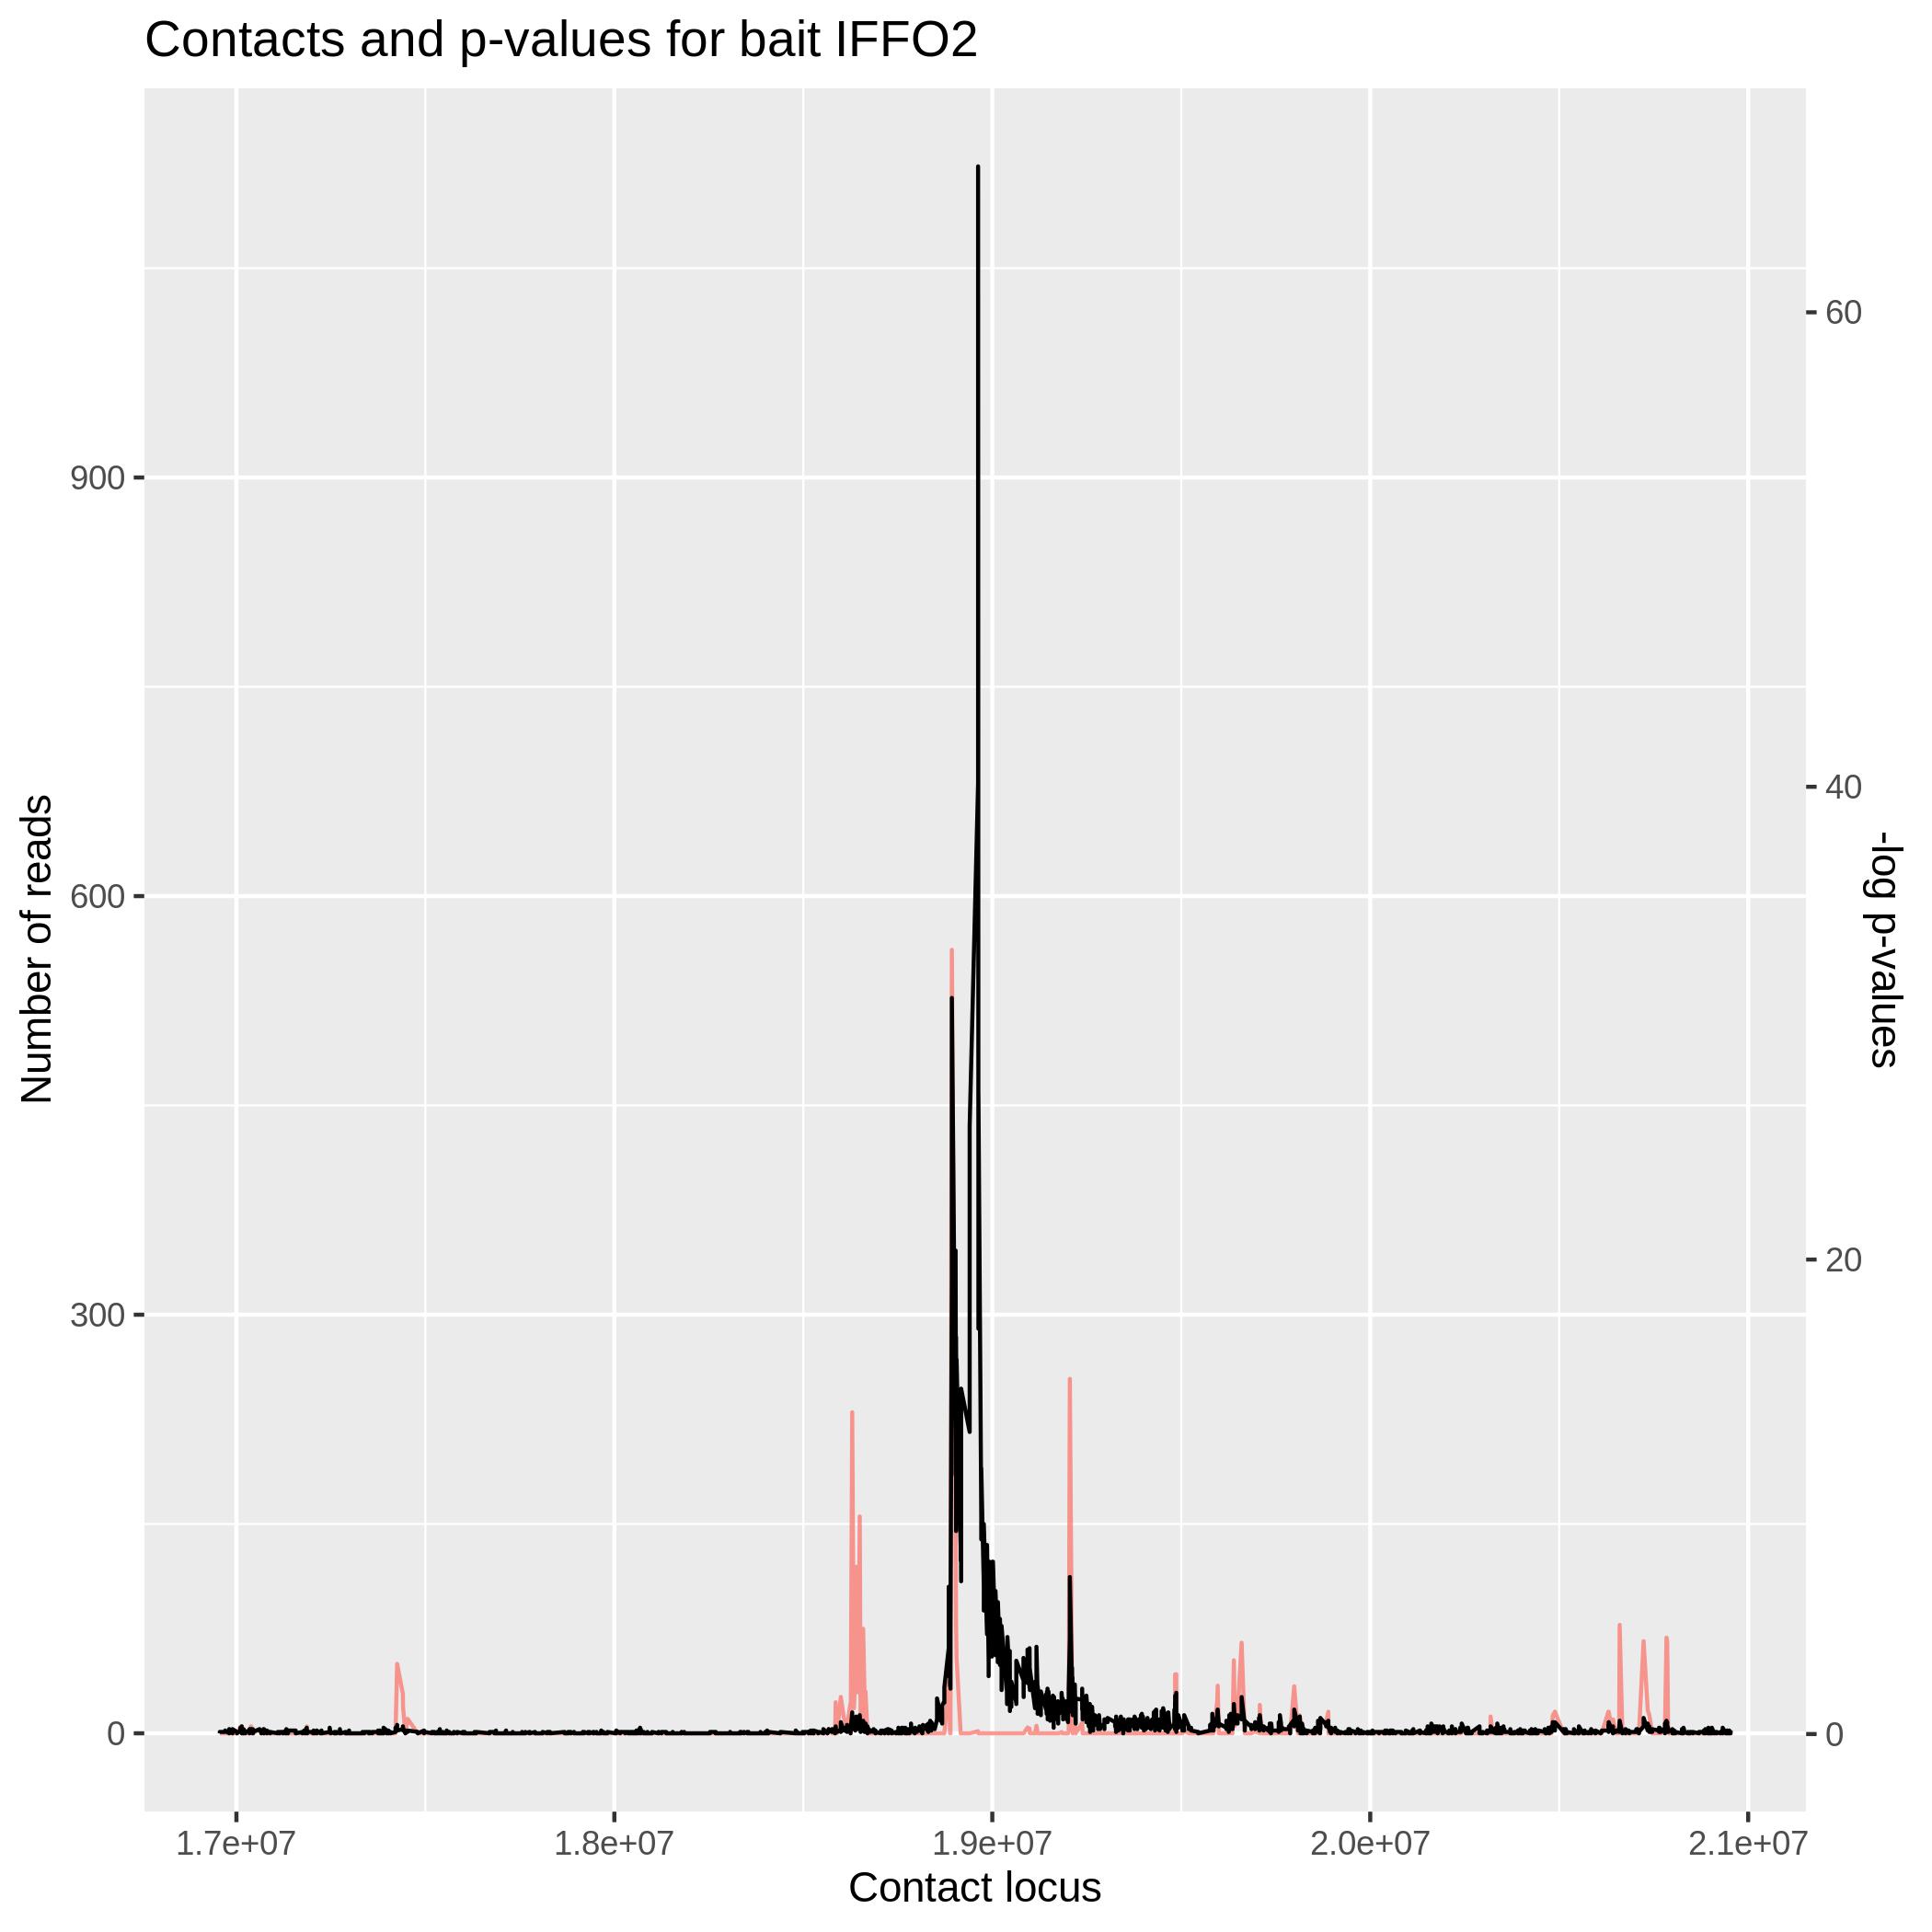 Contacts and p-values for bait IFFO2
Number of reads
900
600
300
0
60
40
20
0
-log p-values
1.7e+07
1.8e+07
1.9e+07
2.0e+07
2.1e+07
Contact locus